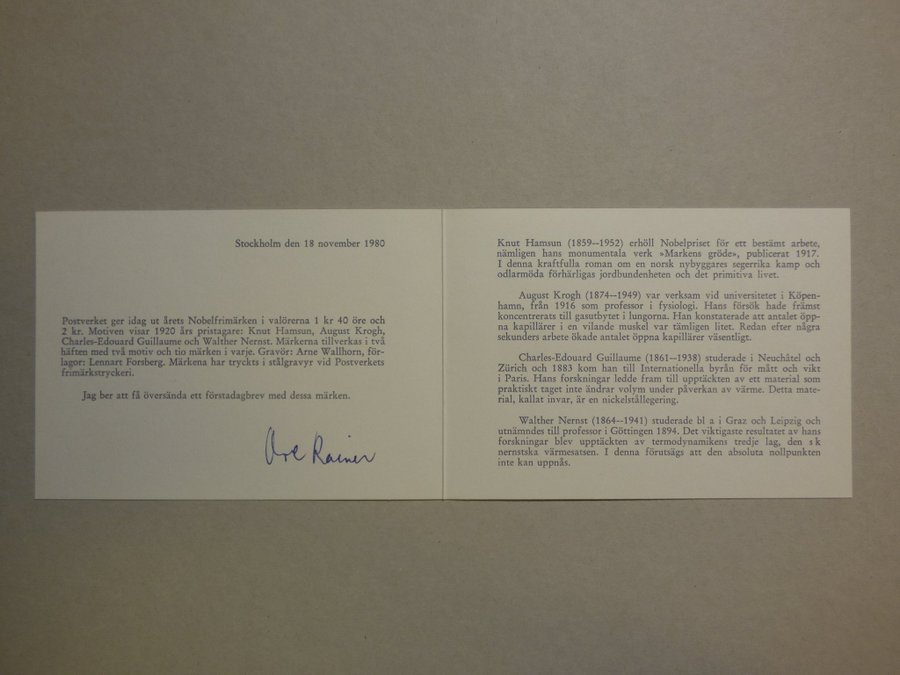 Stockholm den 18 november 1980
Postverket ger idag ut årets Nobelfrimärken i valörerna 1 kr 40 öre och
2 kr. Motiven visar 1920 års pristagare: Knut Hamsun, August Krogh,
Charles-Edouard Guillaume och Walther Nernst. Märkerna tillverkas i två
häften med två motiv och tio märken i varje. Gravör: Arne Wallhorn, för-
lagor: Lennart Forsberg. Märkena har tryckts i stålgravyr vid Postverkets
frimärkstryckeri.
Jag ber att få översända ett förstadagbrev med dessa märken.
Ove Rainer
Knut Hamsun (1859--1952) erhöll Nobelpriset för ett bestämt arbete,
nämligen hans monumentala verk »Markens gröde», publicerat 1917.
I denna kraftfulla roman om en norsk nybyggares segerrika kamp och
odlarmöda förhärligas jordbundenheten och det primitiva livet.
August Krogh (1874--1949) var verksam vid universitetet i Köpen-
hamn, från 1916 som professor i fysiologi. Hans försök hade främst
koncentrerats till gasutbytet i lungorna. Han konstaterade att antalet öpp-
na kapillärer i en vilande muskel var tämligen litet. Redan efter några
sekunders arbete ökade antalet öppna kapillärer väsentligt.
Charles-Edouard Guillaume (1861--1938) studerade i Neuchâtel och
Zürich och 1883 kom han till Internationella byrån för mått och vikt
i Paris. Hans forskningar ledde fram till upptäckten av ett material som
praktiskt taget inte ändrar volym under påverkan av värme. Detta mate-
rial, kallat invar, är en nickelstållegering.
Walther Nernst (1864--1941) studerade bl a i Graz och Leipzig och
utnämndes till professor i Göttingen 1894. Det viktigaste resultatet av hans
forskningar blev upptäckten av termodynamikens tredje lag, den s k
nernstska värmesatsen. I denna förutsägs att den absoluta nollpunkten
inte kan uppnås.